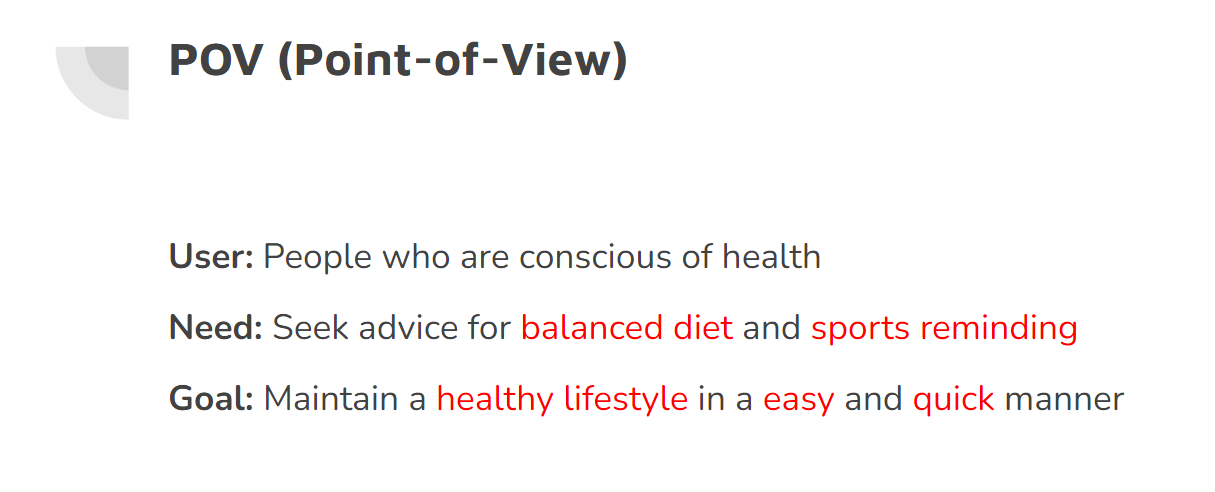 POV (Point-of-View)
User: People who are conscious of health
Need: Seek advice for balanced diet and sports reminding
Goal: Maintain a healthy lifestyle in a easy and quick manner